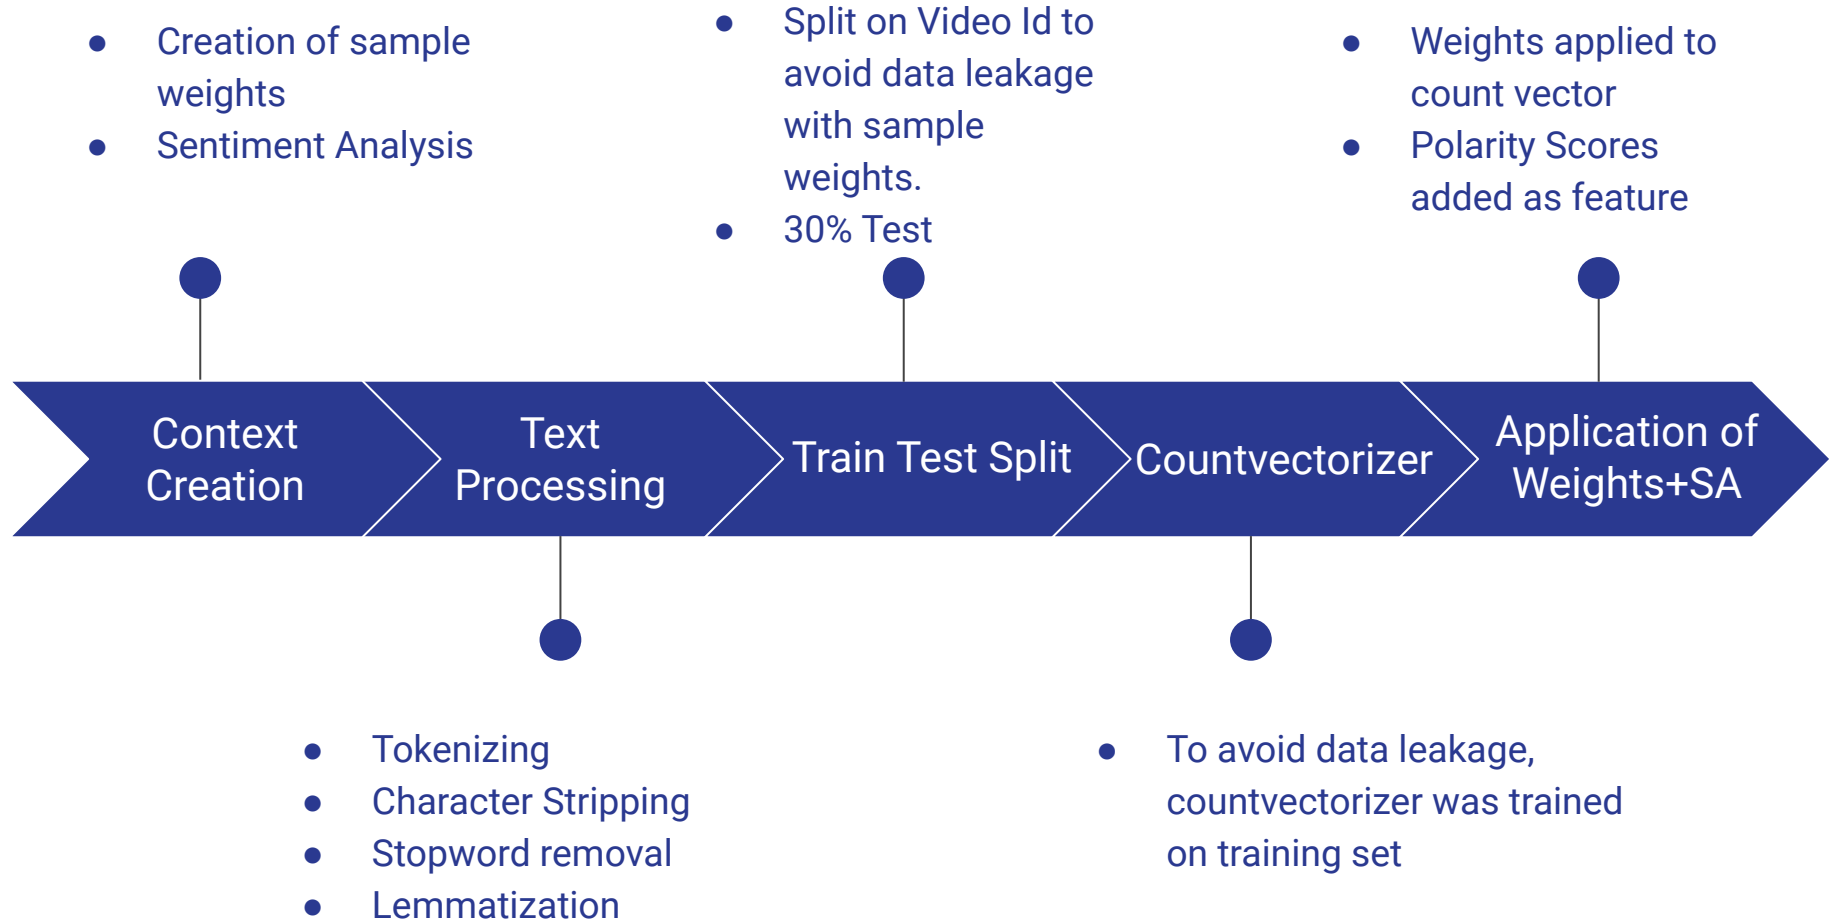 ● Creation of sample
weights
● Sentiment Analysis
● Split on Video Id to
avoid data leakage
with sample
weights.
● 30% Test
● Weights applied to
count vector
● Polarity Scores
added as feature
Context
Creation
Text
Processing
Train Test Split
Countvectorizer
Application of
Weights+SA
● Tokenizing
● Character Stripping
● Stopword removal
● Lemmatization
● To avoid data leakage,
countvectorizer was trained
on training set